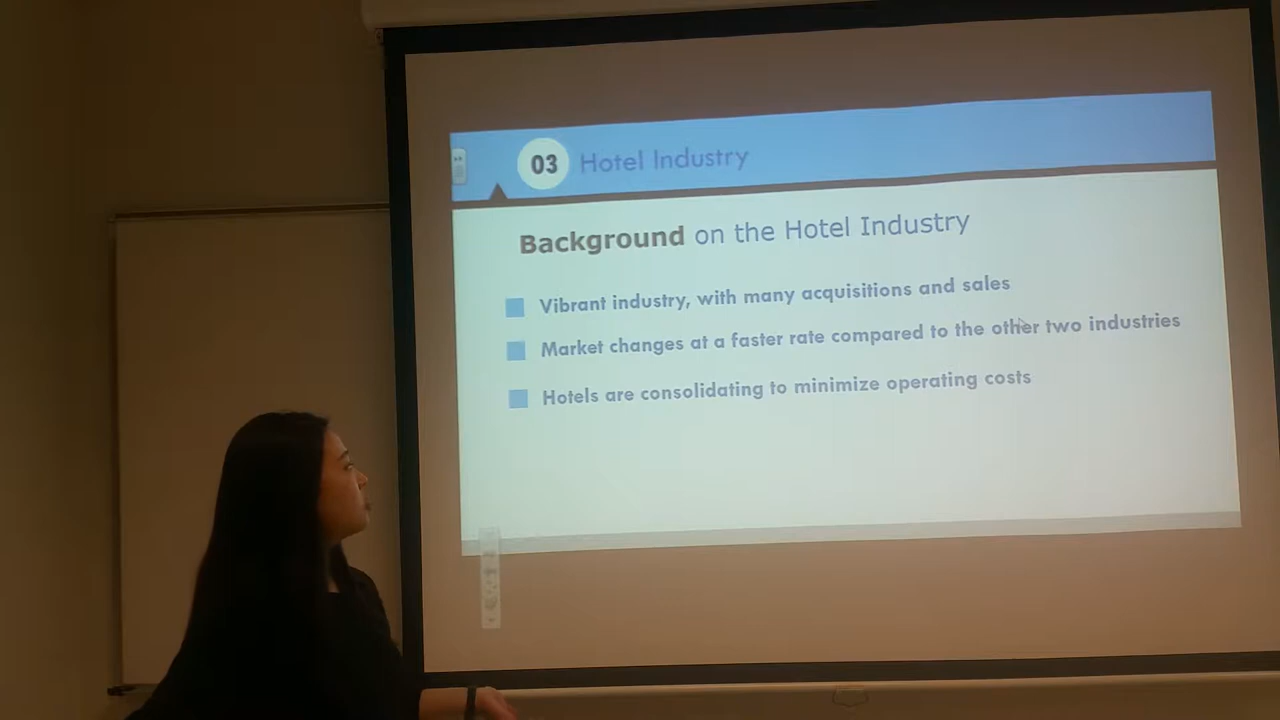 03 Hotel Industry
Background on the Hotel Industry
Vibrant industry, with many acquisitions and sales
Market changes at a faster rate compared to the other two industries
Hotels are consolidating to minimize operating costs